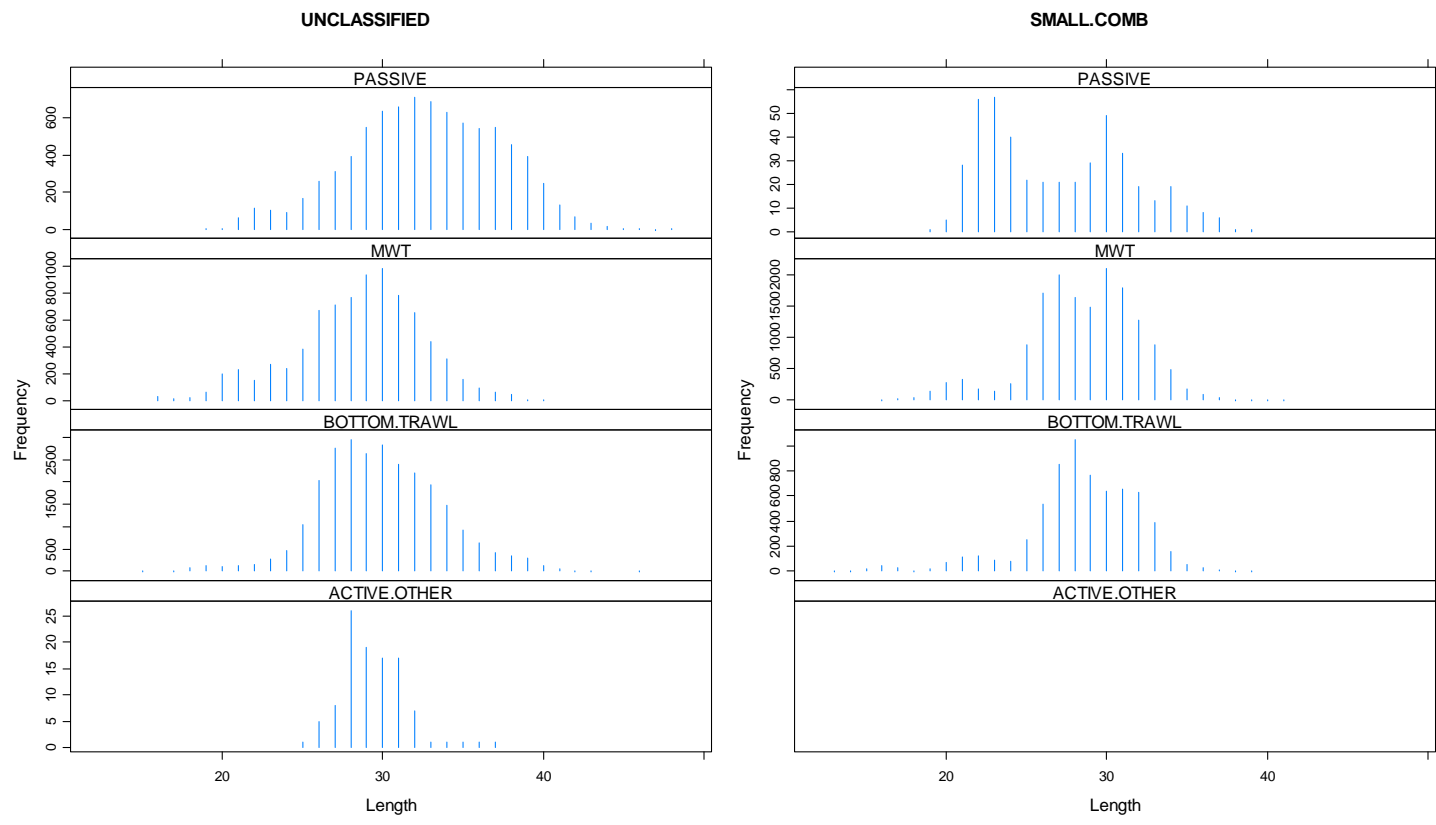 UNCLASSIFIED
PASSIVE
0 200 400 600
MWT
0 200 400 600 800 1000
BOTTOM.TRAWL
0 500 1500 2500
ACTIVE.OTHER
0 5 10 15 20 25
Frequency
20 30 40
Length
SMALL.COMB
PASSIVE
0 10 20 30 40 50
MWT
0 500 1000 1500 2000
BOTTOM.TRAWL
0 200 400 600 800
ACTIVE.OTHER
Frequency
20 30 40
Length